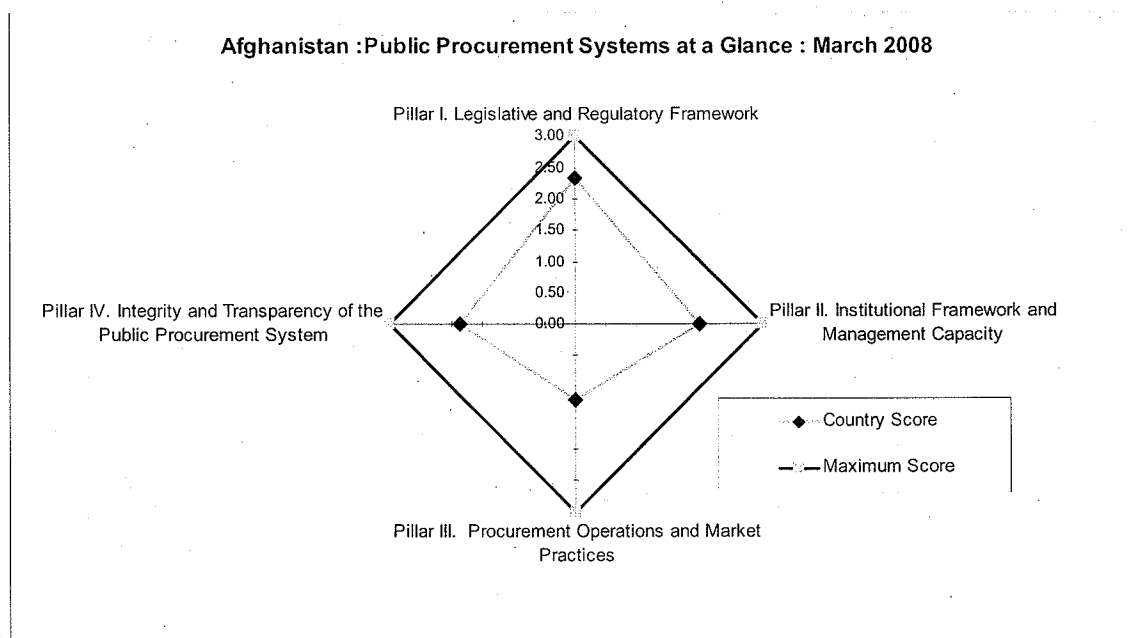 Afghanistan :Public Procurement Systems at a Glance : March 2008
Pillar I. Legislative and Regulatory Framework
3.00
2.50
2.00
1.50
1.00
0.50
0.00
Pillar IV. Integrity and Transparency of the
Public Procurement System
Pillar II. Institutional Framework and
Management Capacity
Country Score
Maximum Score
Pillar III. Procurement Operations and Market
Practices